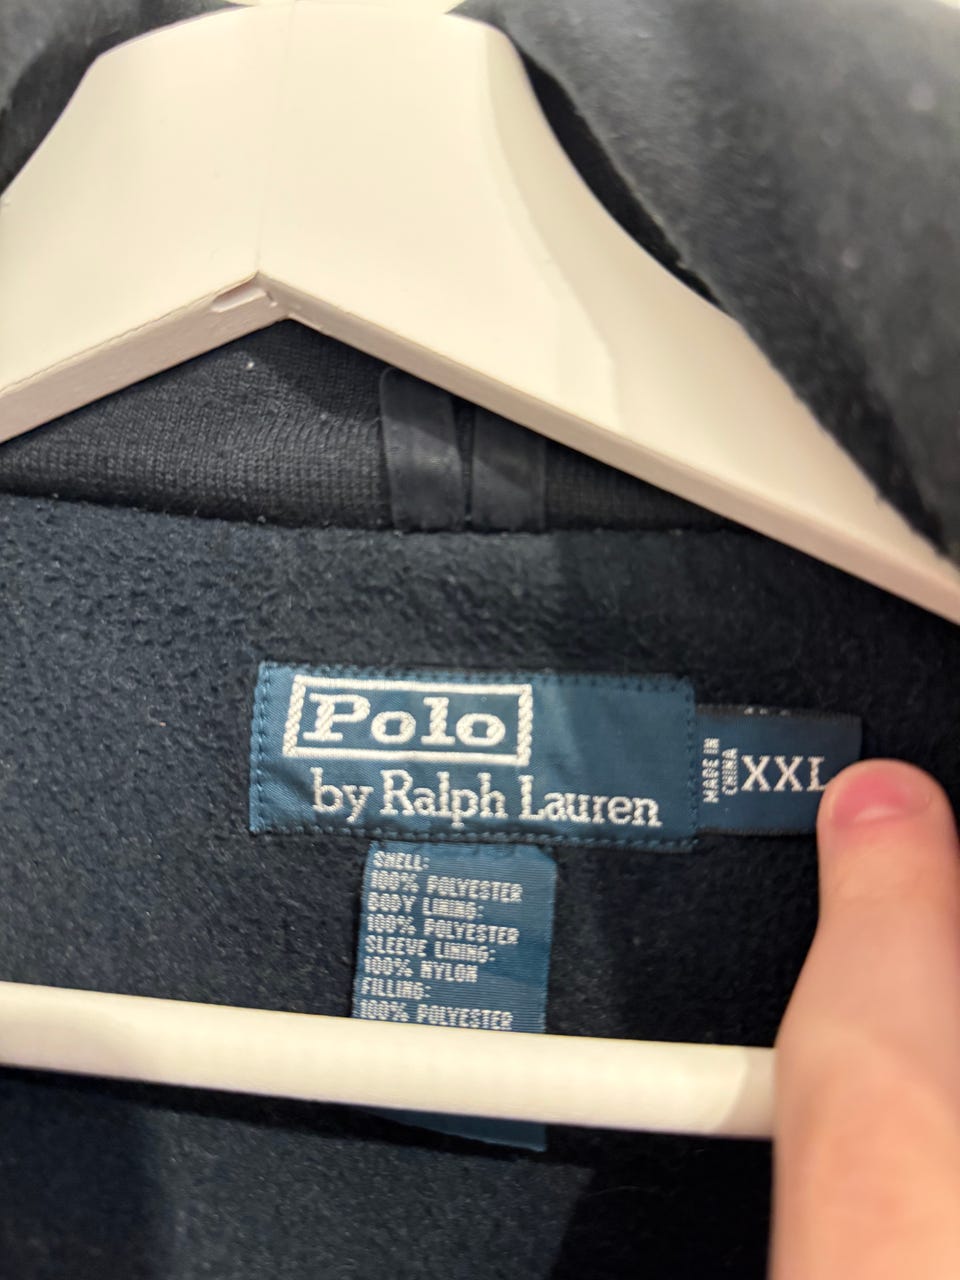 Polo
by Ralph Lauren
MADE IN
CHINA
XXL
SHELL:
100% POLYESTER
BODY LINING:
100% POLYESTER
SLEEVE LINING:
100% NYLON
FILLING:
100% POLYESTER